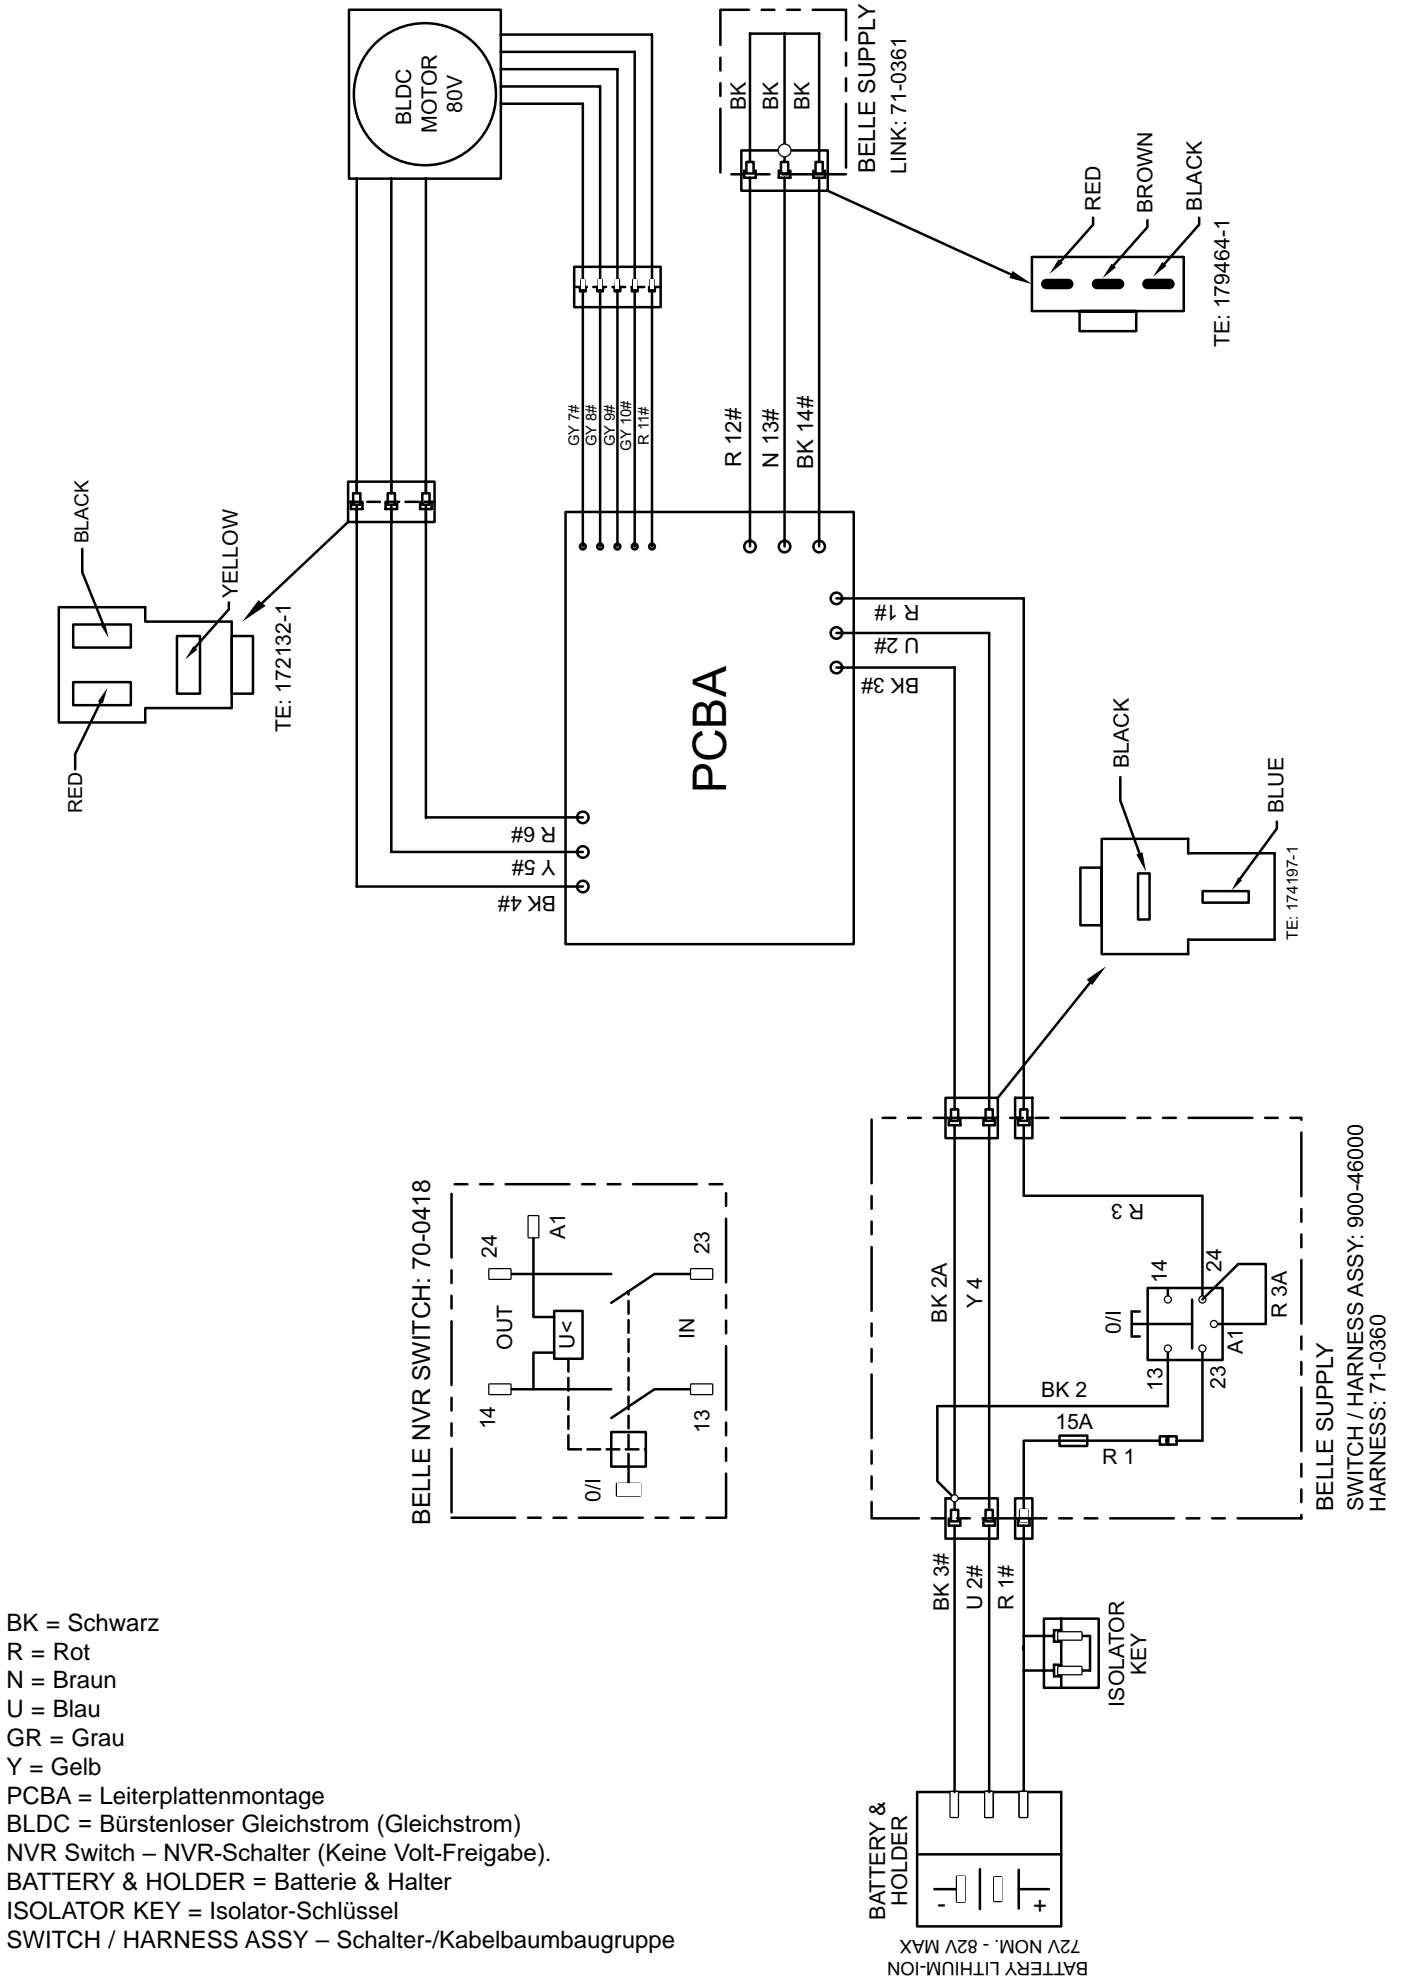 BLDC
MOTOR
80V
BK
BK
BK
BELLE SUPPLY
LINK: 71-0361
RED
BROWN
BLACK
TE: 179464-1
GY 7#
GY 8#
GY 9#
GY 10#
R 11#
R 12#
N 13#
BK 14#
BLACK
YELLOW
RED
TE: 172132-1
PCBA
R 1#
U 2#
BK 3#
R 6#
Y 5#
BK 4#
BLACK
BLUE
TE: 174197-1
BELLE NVR SWITCH: 70-0418
14
OUT
24
A1
U<
0/I
13
IN
23
BK 2A
Y 4
R 3
0/I
14
24
13
23
A1
R 3A
BK 2
15A
R 1
BELLE SUPPLY
SWITCH / HARNESS ASSY: 900-46000
HARNESS: 71-0360
BK 3#
U 2#
R 1#
ISOLATOR
KEY
BATTERY &
HOLDER
-
+
BATTERY LITHIUM-ION
72V NOM. - 82V MAX
BK = Schwarz
R = Rot
N = Braun
U = Blau
GR = Grau
Y = Gelb
PCBA = Leiterplattenmontage
BLDC = Bürstenloser Gleichstrom (Gleichstrom)
NVR Switch – NVR-Schalter (Keine Volt-Freigabe).
BATTERY & HOLDER = Batterie & Halter
ISOLATOR KEY = Isolator-Schlüssel
SWITCH / HARNESS ASSY – Schalter-/Kabelbaumbaugruppe